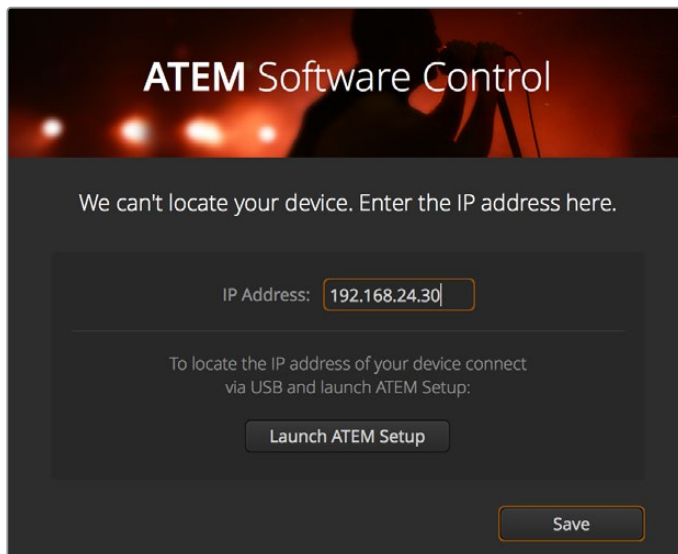 ATEM Software Control
We can't locate your device. Enter the IP address here.
IP Address: 192.168.24.30
To locate the IP address of your device connect
via USB and launch ATEM Setup:
Launch ATEM Setup
Save